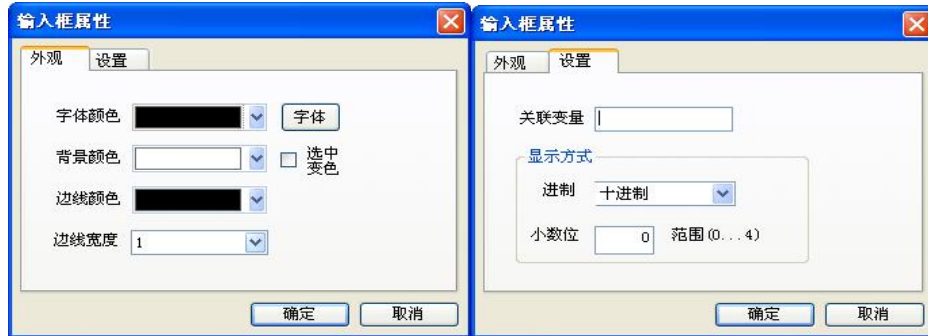 输入框属性
外观 设置
字体颜色 字体
背景颜色 选中变色
边线颜色
边线宽度 1
确定 取消
输入框属性
外观 设置
关联变量
显示方式
进制 十进制
小数位 0 范围(0...4)
确定 取消